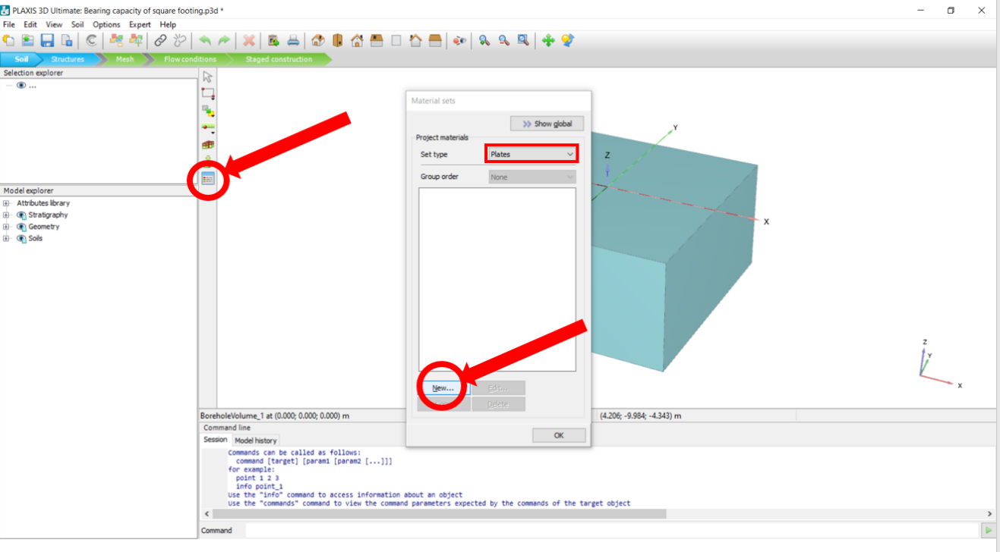 PLAXIS 3D Ultimate: Bearing capacity of square footing.p3d *
File Edit View Soil Options Expert Help
Soil Structures Mesh Flow conditions Staged construction
Selection explorer
...
Model explorer
Attributes library
Stratigraphy
Geometry
Soils
Material sets
Show global
Project materials
Set type Plates
Group order None
New... Edit...
Delete
OK
Y
Z
X
Z
Y
X
BoreholeVolume_1 at (0.000; 0.000; 0.000) m
(4.206; -9.984; -4.343) m
Command line
Session Model history
Commands can be called as follows:
command [target] [param1 [param2 [...]]]
for example:
point 1 2 3
info point_1
Use the "info" command to access information about an object
Use the "commands" command to view the command parameters expected by the commands of the target object
Command